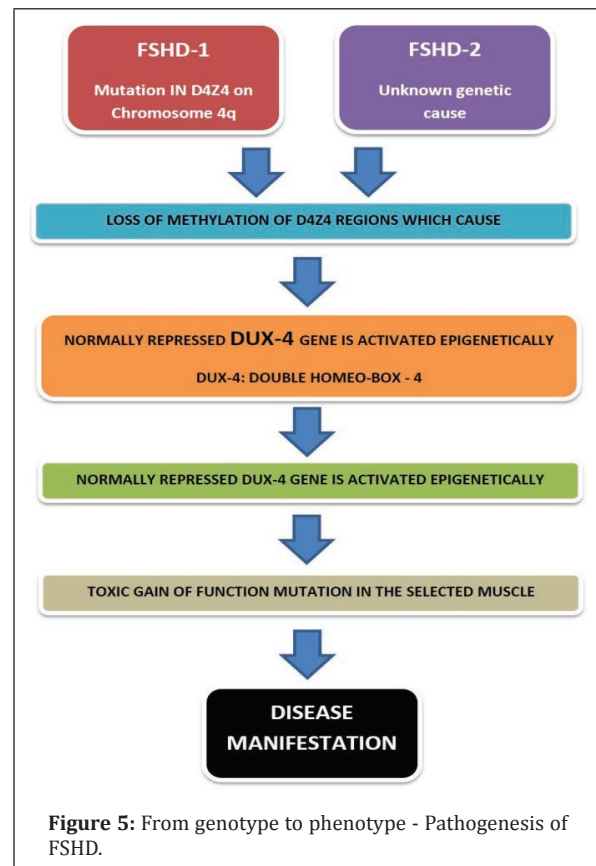 FSHD-1
Mutation IN D4Z4 on
Chromosome 4q
FSHD-2
Unknown genetic
cause
LOSS OF METHYLATION OF D4Z4 REGIONS WHICH CAUSE
NORMALLY REPRESSED DUX-4 GENE IS ACTIVATED EPIGENETICALLY
DUX-4: DOUBLE HOMEO-BOX - 4
NORMALLY REPRESSED DUX-4 GENE IS ACTIVATED EPIGENETICALLY
TOXIC GAIN OF FUNCTION MUTATION IN THE SELECTED MUSCLE
DISEASE
MANIFESTATION
Figure 5: From genotype to phenotype - Pathogenesis of
FSHD.